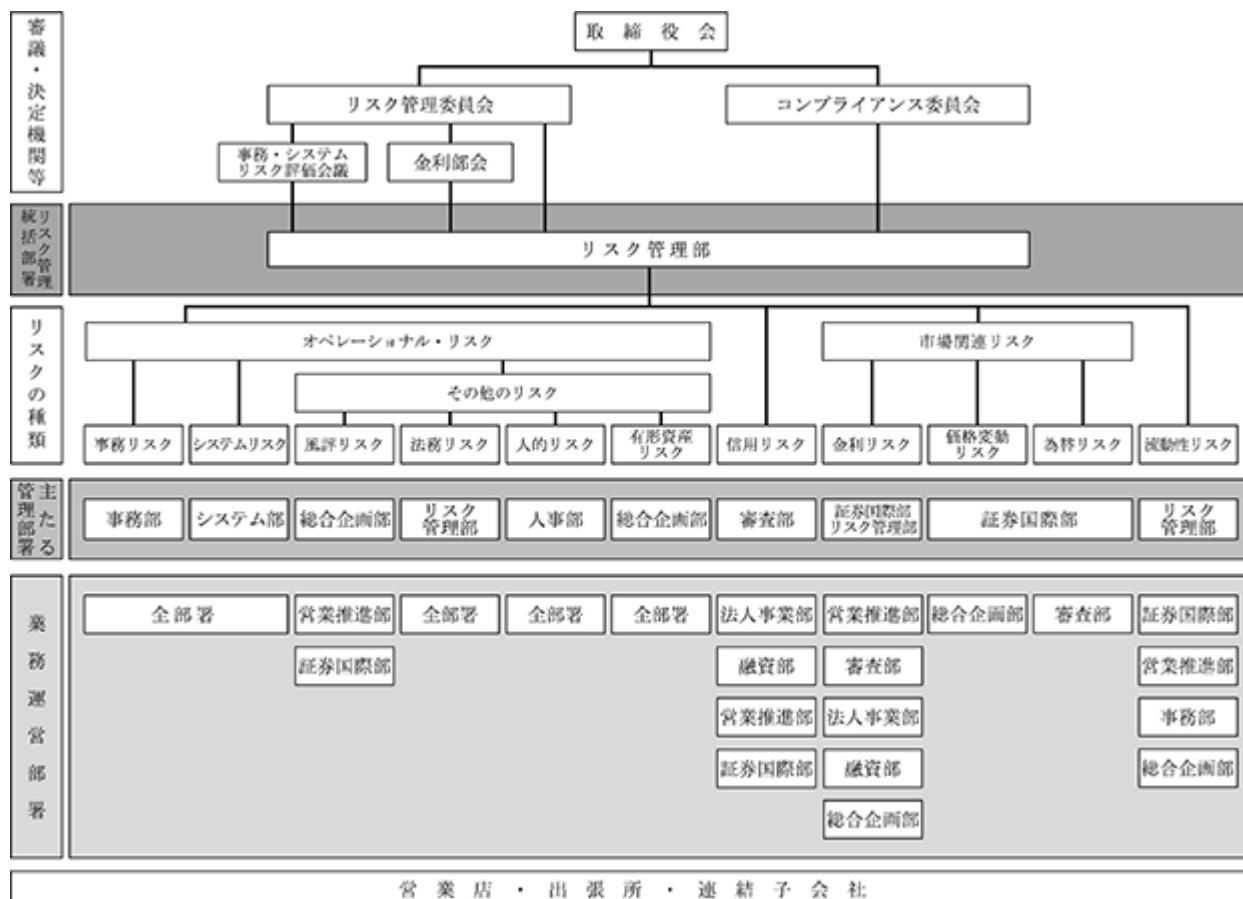 審議・決定機関等
取締役会
リスク管理委員会
コンプライアンス委員会
事務・システム
リスク評価会議
金利部会
リスク管理
統括部署
リスク管理部
リスクの種類
オペレーショナル・リスク
市場関連リスク
その他のリスク
事務リスク
システムリスク
風評リスク
法務リスク
人的リスク
有形資産
リスク
信用リスク
金利リスク
価格変動
リスク
為替リスク
流動性リスク
主たる
管理部署
事務部
システム部
総合企画部
リスク
管理部
人事部
総合企画部
審査部
証券国際部
リスク管理部
証券国際部
リスク
管理部
業務運営部署
全部署
営業推進部
全部署
全部署
全部署
法人事業部
営業推進部
総合企画部
審査部
証券国際部
証券国際部
融資部
審査部
営業推進部
営業推進部
法人事業部
事務部
証券国際部
融資部
総合企画部
総合企画部
営業店・出張所・連結子会社